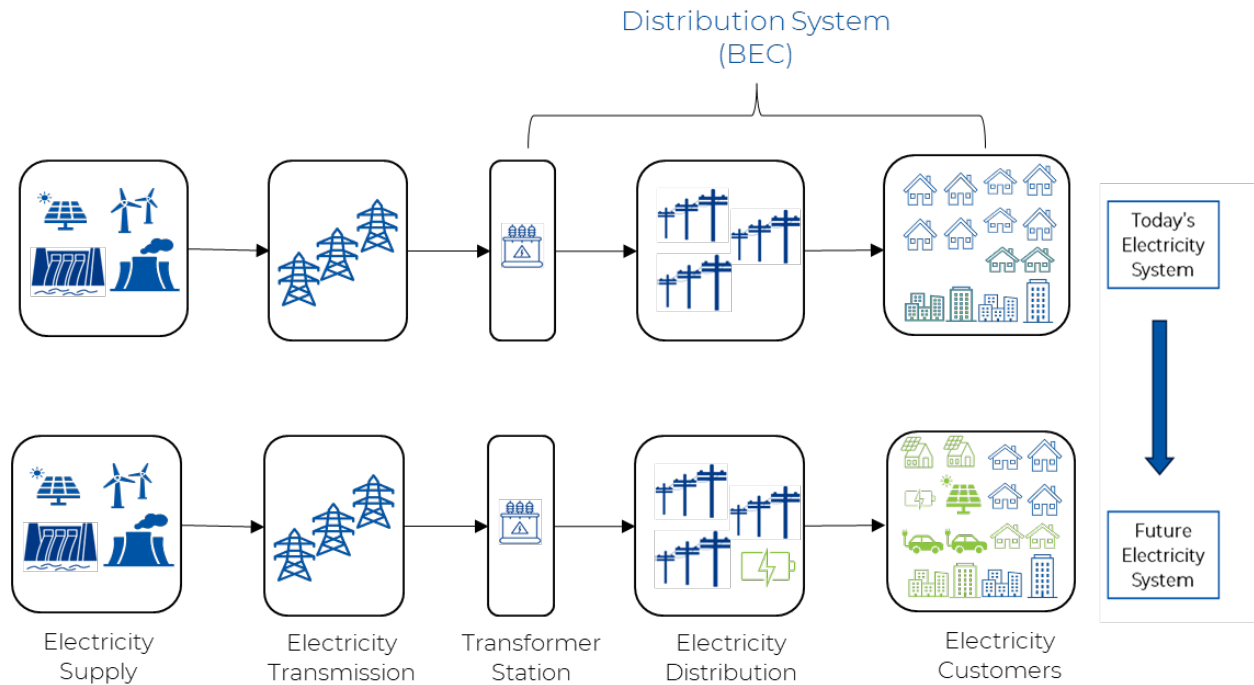 Distribution System
(BEC)
Today's
Electricity
System
Future
Electricity
System
Electricity
Supply
Electricity
Transmission
Transformer
Station
Electricity
Distribution
Electricity
Customers